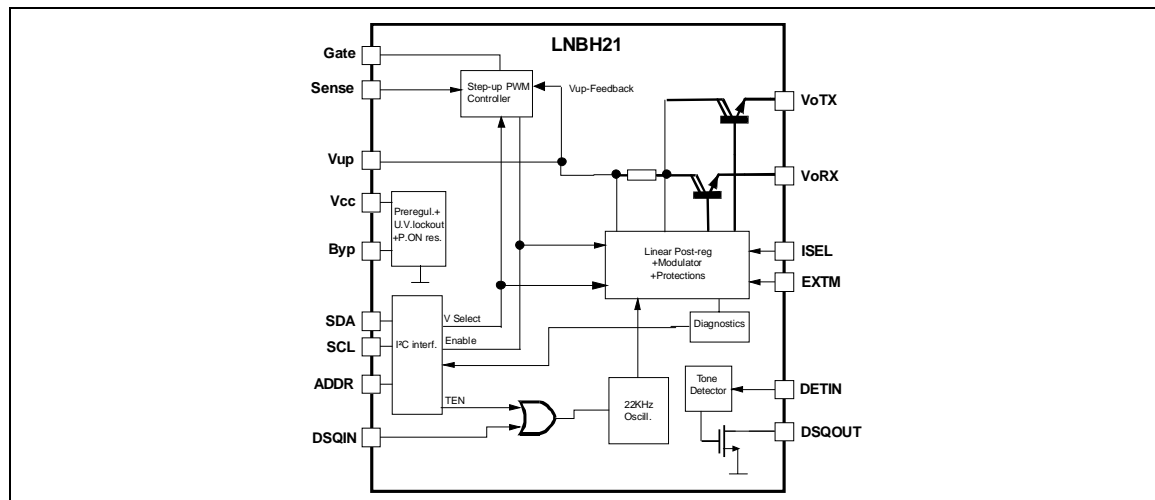 LNBH21
Gate
Sense
Step-up PWM
Controller
Vup-Feedback
VoTX
Vup
VoRX
Vcc
Preregul.+
U.V.lockout
+P.ON res.
Byp
Linear Post-reg
+Modulator
+Protections
ISEL
EXTM
SDA
V Select
Diagnostics
SCL
I²C interf.
Enable
ADDR
Tone
Detector
DETIN
TEN
22KHz
Oscill.
DSQIN
DSQOUT